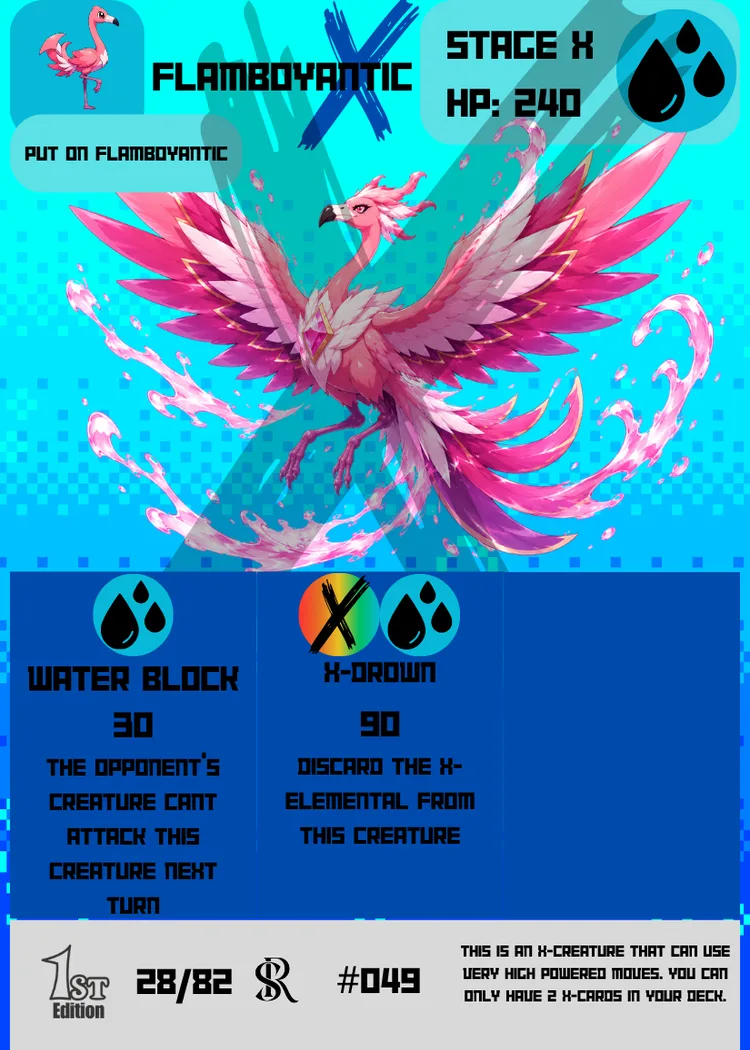 FLAMBOYANTIC X
STAGE X
HP: 240
PUT ON FLAMBOYANTIC
WATER BLOCK
30
THE OPPONENT'S
CREATURE CANT
ATTACK THIS
CREATURE NEXT
TURN
X
X-DROWN
90
DISCARD THE X-
ELEMENTAL FROM
THIS CREATURE
1ST
Edition
28/82
SR
#049
THIS IS AN X-CREATURE THAT CAN USE
VERY HIGH POWERED MOVES. YOU CAN
ONLY HAVE 2 X-CARDS IN YOUR DECK.